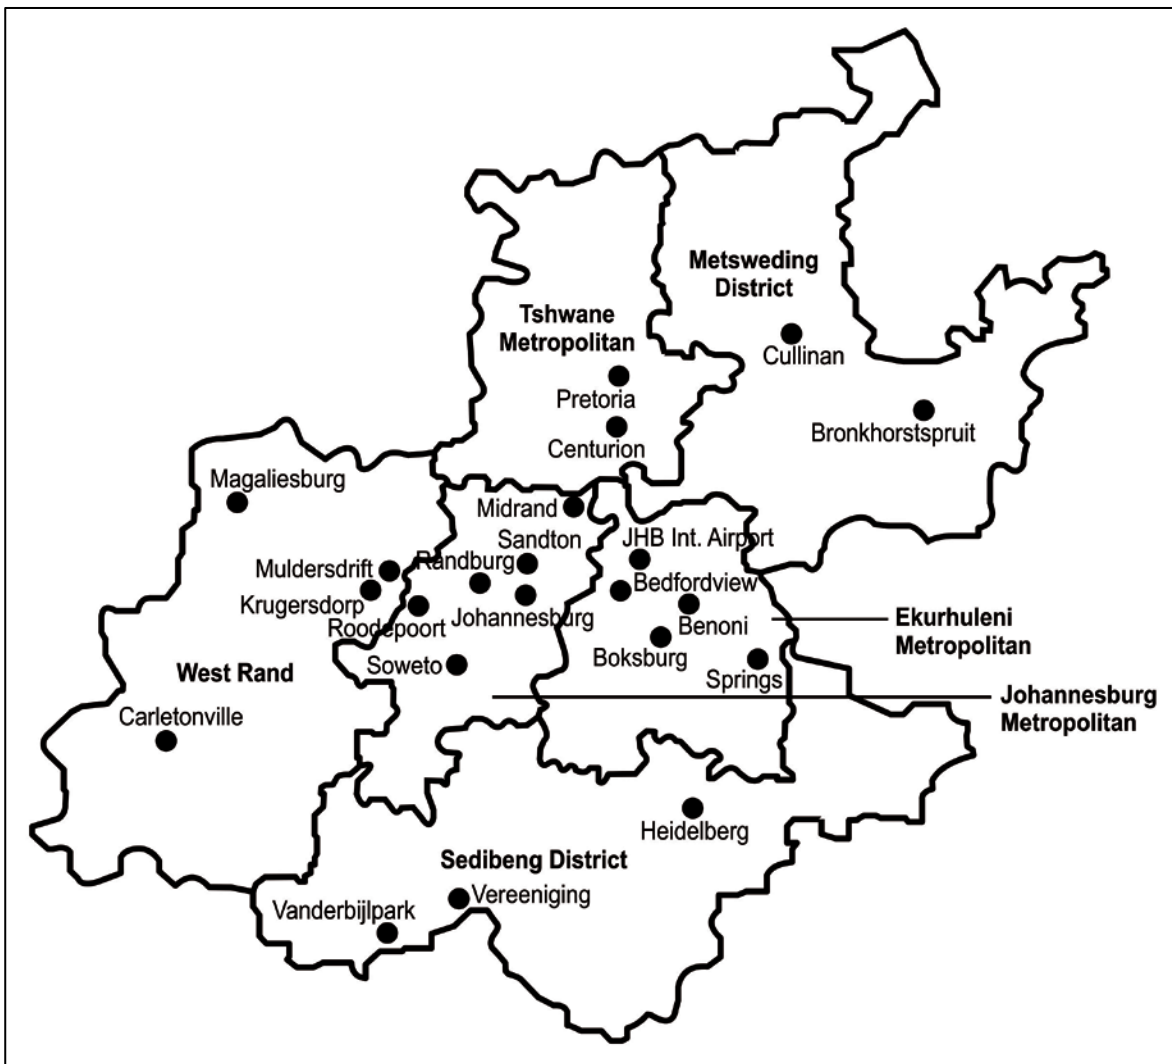 Metsweding
District
Tshwane
Metropolitan
Cullinan
Pretoria
Bronkhorstspruit
Centurion
Magaliesburg
Midrand
Sandton
JHB Int. Airport
Randburg
Muldersdrift
Bedfordview
Krugersdorp
Johannesburg
Roodepoort
Benoni
Ekurhuleni
Metropolitan
Boksburg
Soweto
West Rand
Springs
Johannesburg
Metropolitan
Carletonville
Heidelberg
Sedibeng District
Vereeniging
Vanderbijlpark